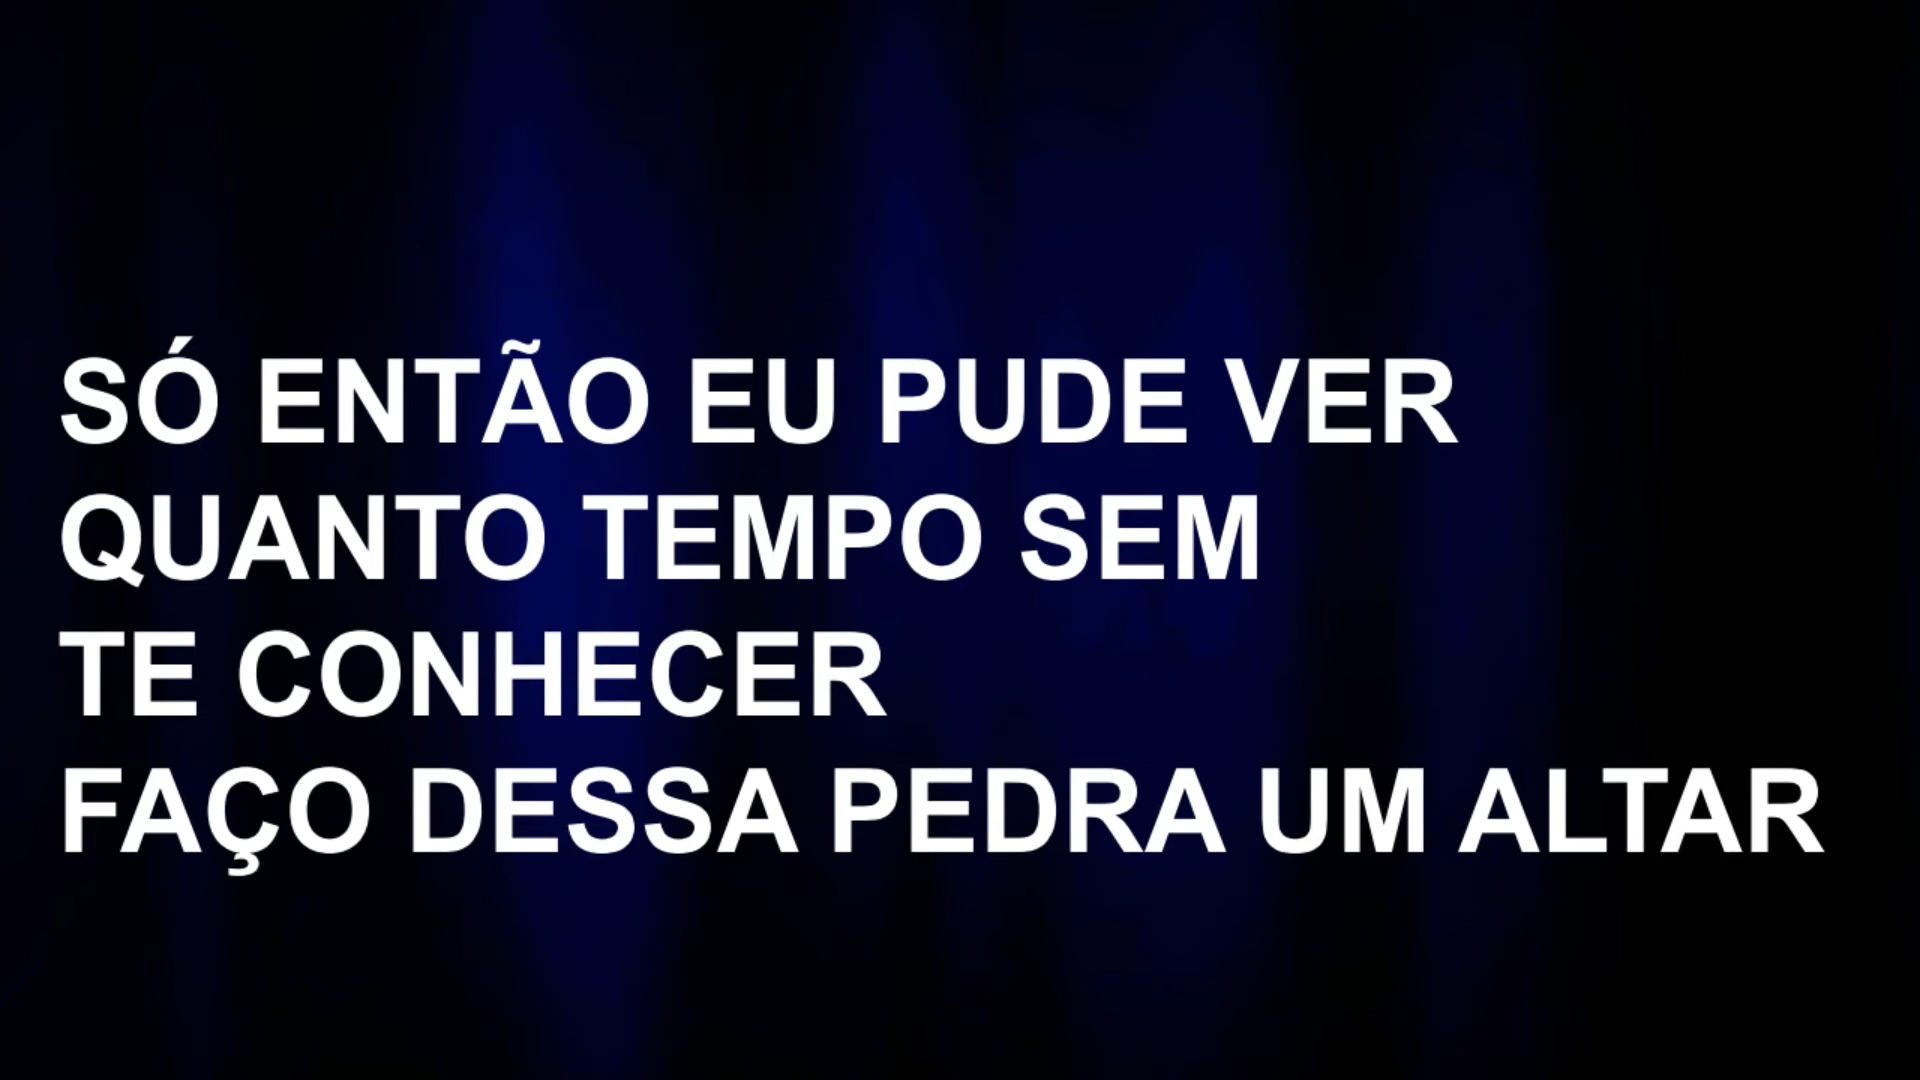 SÓ ENTÃO EU PUDE VER
QUANTO TEMPO SEM
TE CONHECER
FAÇO DESSA PEDRA UM ALTAR